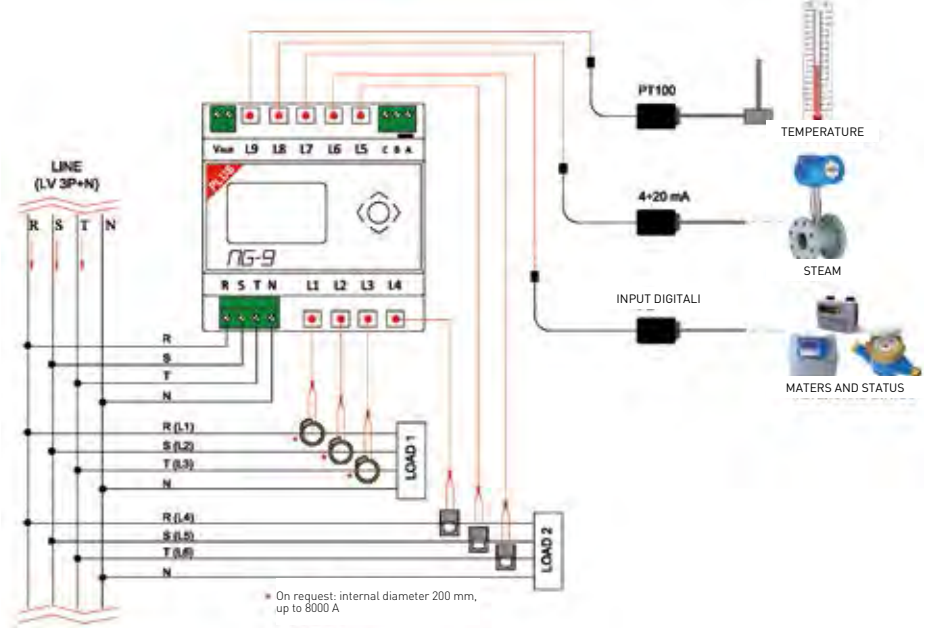 PT100
TEMPERATURE
Vout L9 L8 L7 L6 L5 C B A
LINE
(LV 3P+N)
PLUS
4÷20 mA
R S T N
ПG-9
STEAM
R S T N L1 L2 L3 L4
INPUT DIGITALI
R
S
T
N
MATERS AND STATUS
R (L1)
S (L2)
T (L3)
N
LOAD 1
R (L4)
S (L5)
T (L6)
N
LOAD 2
* On request: internal diameter 200 mm,
up to 8000 A